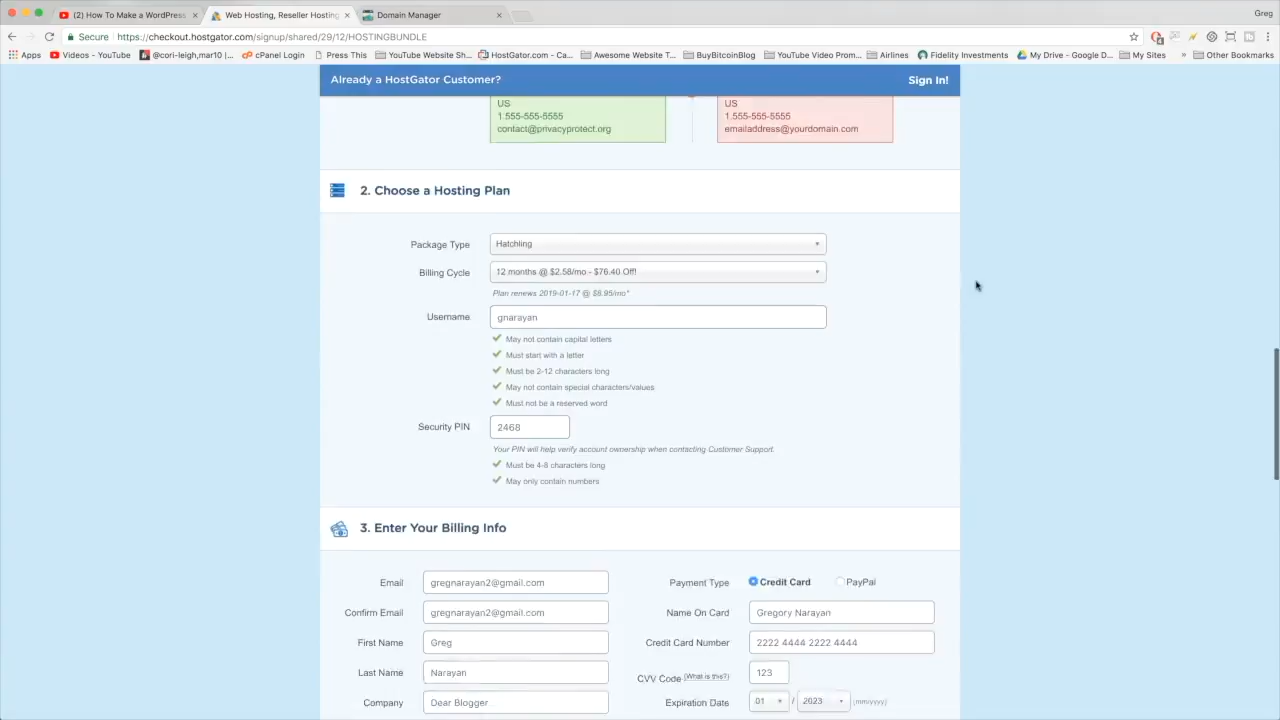 (2) How To Make a WordPress
Web Hosting, Reseller Hosting
Domain Manager
Greg
Secure https://checkout.hostgator.com/signup/shared/29/12/HOSTINGBUNDLE
Apps Videos - YouTube @cori-leigh,mar10 |... cPanel Login Press This YouTube Website Sh... HostGator.com - Ca... Awesome Website T... BuyBitcoinBlog YouTube Video Prom... Airlines Fidelity Investments My Drive - Google D... My Sites » Other Bookmarks
Already a HostGator Customer? Sign In!
US
1.555-555-5555
contact@privacyprotect.org
US
1.555-555-5555
emailaddress@yourdomain.com
2. Choose a Hosting Plan
Package Type Hatchling
Billing Cycle 12 months @ $2.58/mo - $76.40 Off!
Plan renews 2019-01-17 @ $8.95/mo*
Username gnarayan
May not contain capital letters
Must start with a letter
Must be 2-12 characters long
May not contain special characters/values
Must not be a reserved word
Security PIN 2468
Your PIN will help verify account ownership when contacting Customer Support.
Must be 4-8 characters long
May only contain numbers
3. Enter Your Billing Info
Email gregnarayan2@gmail.com
Payment Type Credit Card PayPal
Confirm Email gregnarayan2@gmail.com
Name On Card Gregory Narayan
First Name Greg
Credit Card Number 2222 4444 2222 4444
Last Name Narayan
CVV Code (What is this?) 123
Company Dear Blogger
Expiration Date 01 / 2023 (mm/yyyy)